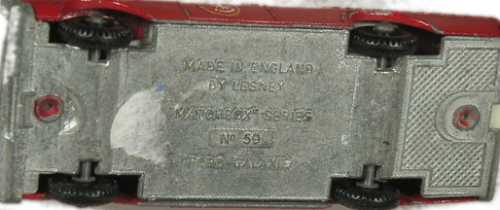 MADE IN ENGLAND
BY LESNEY
"MATCHBOX" SERIES
Nº 59
FORD GALAXIE